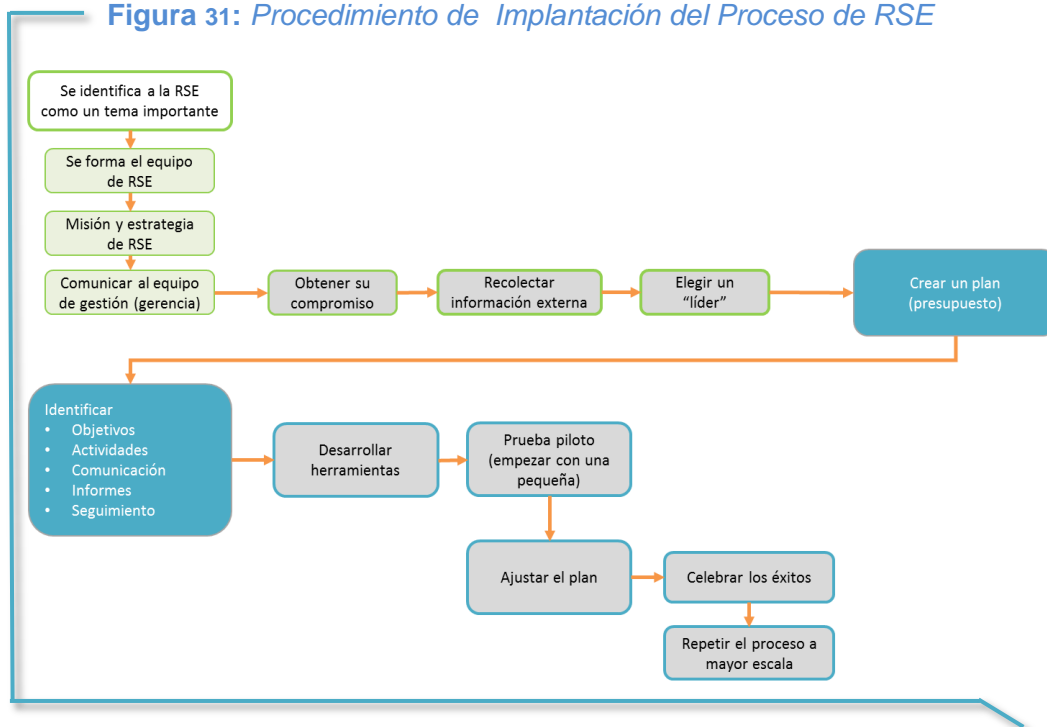 Figura 31: Procedimiento de Implantación del Proceso de RSE
Se identifica a la RSE
como un tema importante
Se forma el equipo
de RSE
Misión y estrategia
de RSE
Comunicar al equipo
de gestión (gerencia)
Obtener su
compromiso
Recolectar
información externa
Elegir un
“líder”
Crear un plan
(presupuesto)
Identificar
• Objetivos
• Actividades
• Comunicación
• Informes
• Seguimiento
Desarrollar
herramientas
Prueba piloto
(empezar con una
pequeña)
Ajustar el plan
Celebrar los éxitos
Repetir el proceso a
mayor escala